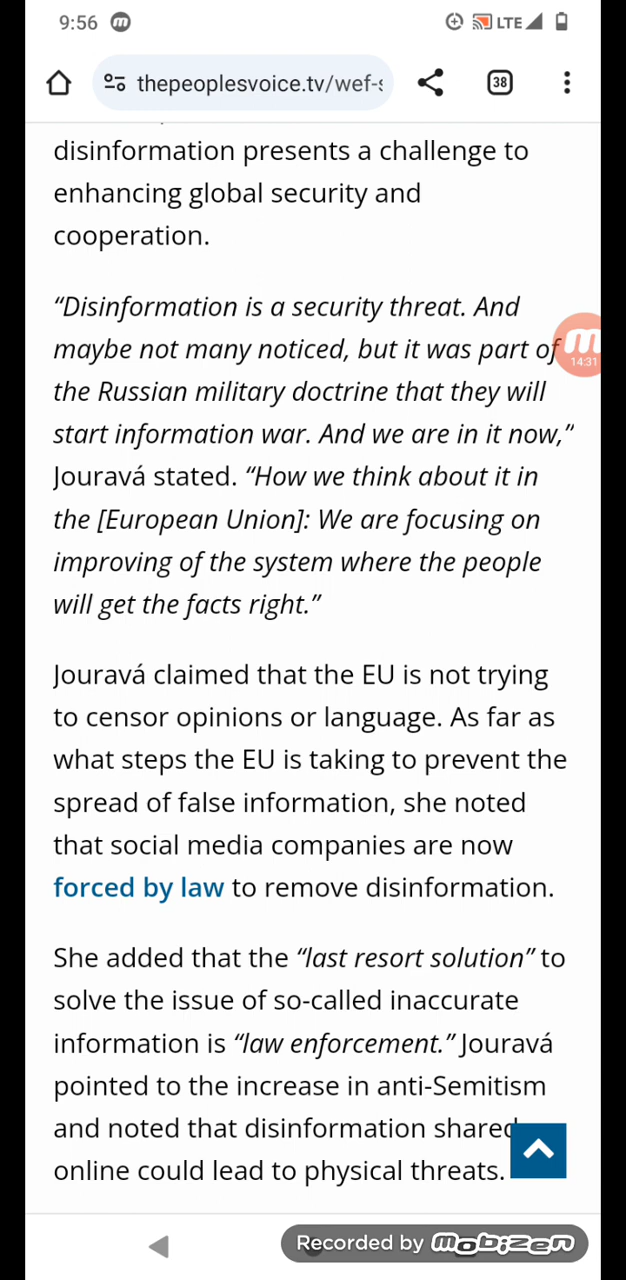 9:56 m LTE
thepeoplesvoice.tv/wef-s 38
disinformation presents a challenge to
enhancing global security and
cooperation.
“Disinformation is a security threat. And
maybe not many noticed, but it was part of
the Russian military doctrine that they will
start information war. And we are in it now,”
Jouravá stated. “How we think about it in
the [European Union]: We are focusing on
improving of the system where the people
will get the facts right.”
m
14:31
Jouravá claimed that the EU is not trying
to censor opinions or language. As far as
what steps the EU is taking to prevent the
spread of false information, she noted
that social media companies are now
forced by law to remove disinformation.
She added that the “last resort solution” to
solve the issue of so-called inaccurate
information is “law enforcement.” Jouravá
pointed to the increase in anti-Semitism
and noted that disinformation shared
online could lead to physical threats.
Recorded by mobizen